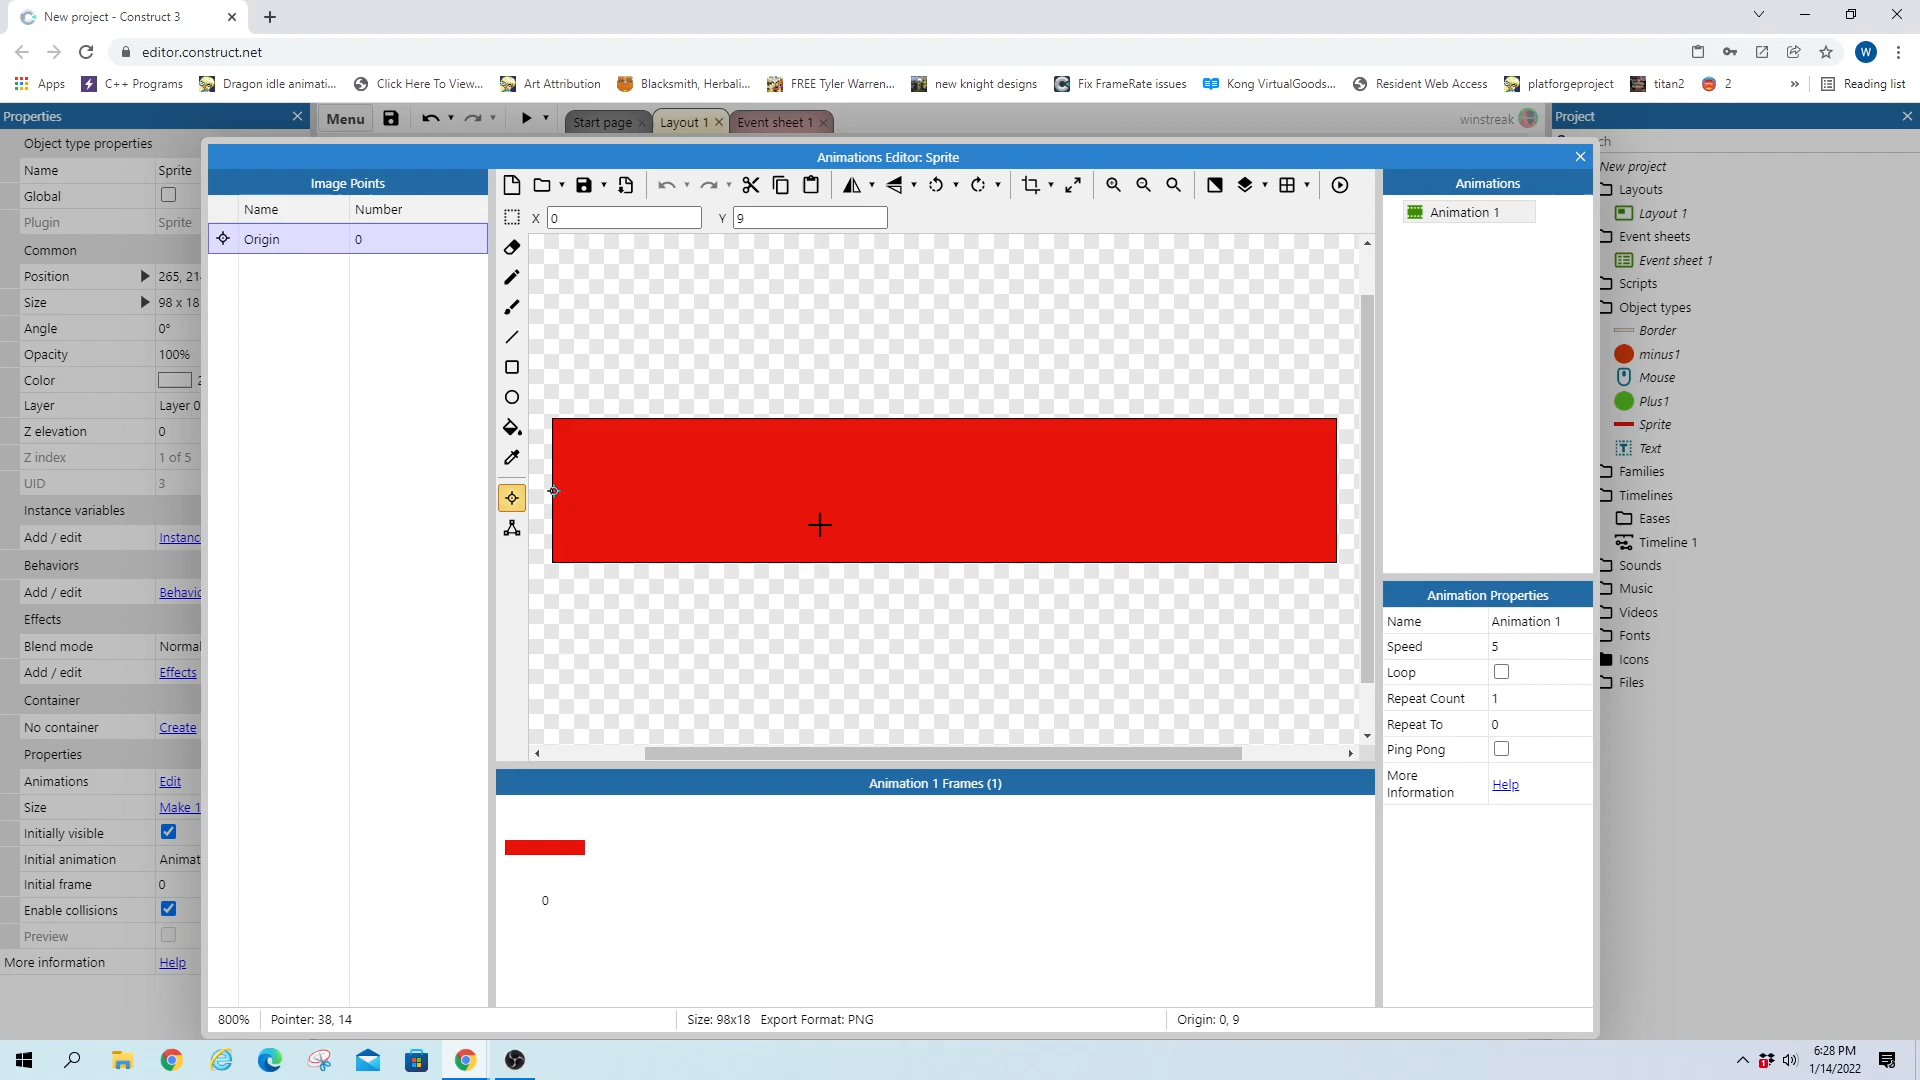 New project - Construct 3
editor.construct.net
W
Apps
C++ Programs
Dragon idle animati...
Click Here To View...
Art Attribution
Blacksmith, Herbali...
FREE Tyler Warren...
new knight designs
Fix FrameRate issues
Kong VirtualGoods...
Resident Web Access
platforgeproject
titan2
2
Reading list
Properties
Menu
Start page
Layout 1
Event sheet 1
winstreak
Project
Object type properties
Name Sprite
Global
Plugin Sprite
Common
Position 265, 21
Size 98 x 18
Angle 0°
Opacity 100%
Color 2
Layer Layer 0
Z elevation 0
Z index 1 of 5
UID 3
Instance variables
Add / edit Instanc
Behaviors
Add / edit Behavic
Effects
Blend mode Normal
Add / edit Effects
Container
No container Create
Properties
Animations Edit
Size Make 1
Initially visible
Initial animation Animat
Initial frame 0
Enable collisions
Preview
More information Help
Animations Editor: Sprite
Image Points
Name Number
Origin 0
X 0 Y 9
Animations
Animation 1
Animation Properties
Name Animation 1
Speed 5
Loop
Repeat Count 1
Repeat To 0
Ping Pong
More Information Help
Animation 1 Frames (1)
0
800%
Pointer: 38, 14
Size: 98x18 Export Format: PNG
Origin: 0, 9
ch
New project
Layouts
Layout 1
Event sheets
Event sheet 1
Scripts
Object types
Border
minus1
Mouse
Plus1
Sprite
Text
Families
Timelines
Eases
Timeline 1
Sounds
Music
Videos
Fonts
Icons
Files
6:28 PM
1/14/2022